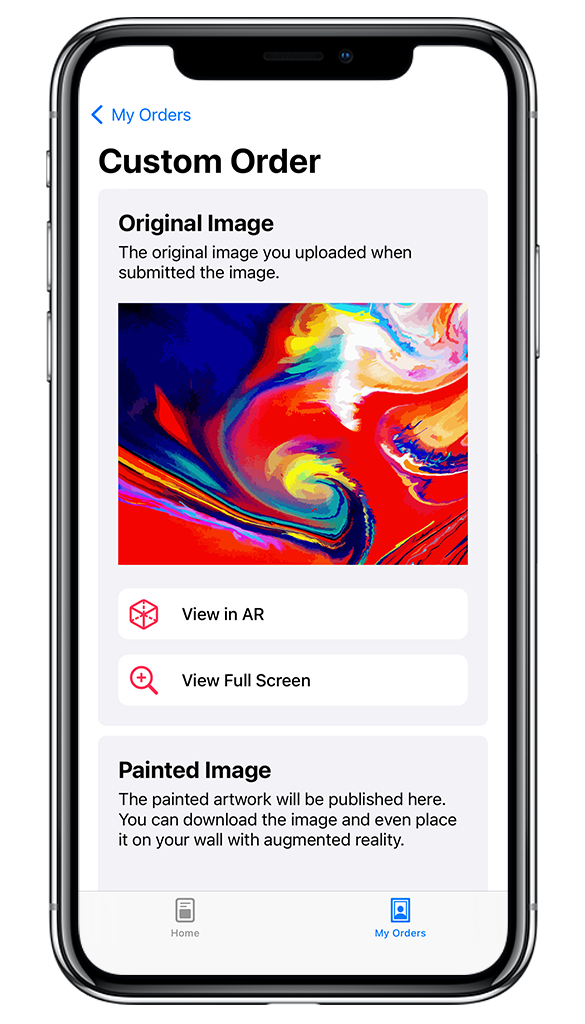 My Orders
Custom Order
Original Image
The original image you uploaded when
submitted the image.
View in AR
View Full Screen
Painted Image
The painted artwork will be published here.
You can download the image and even place
it on your wall with augmented reality.
Home
My Orders